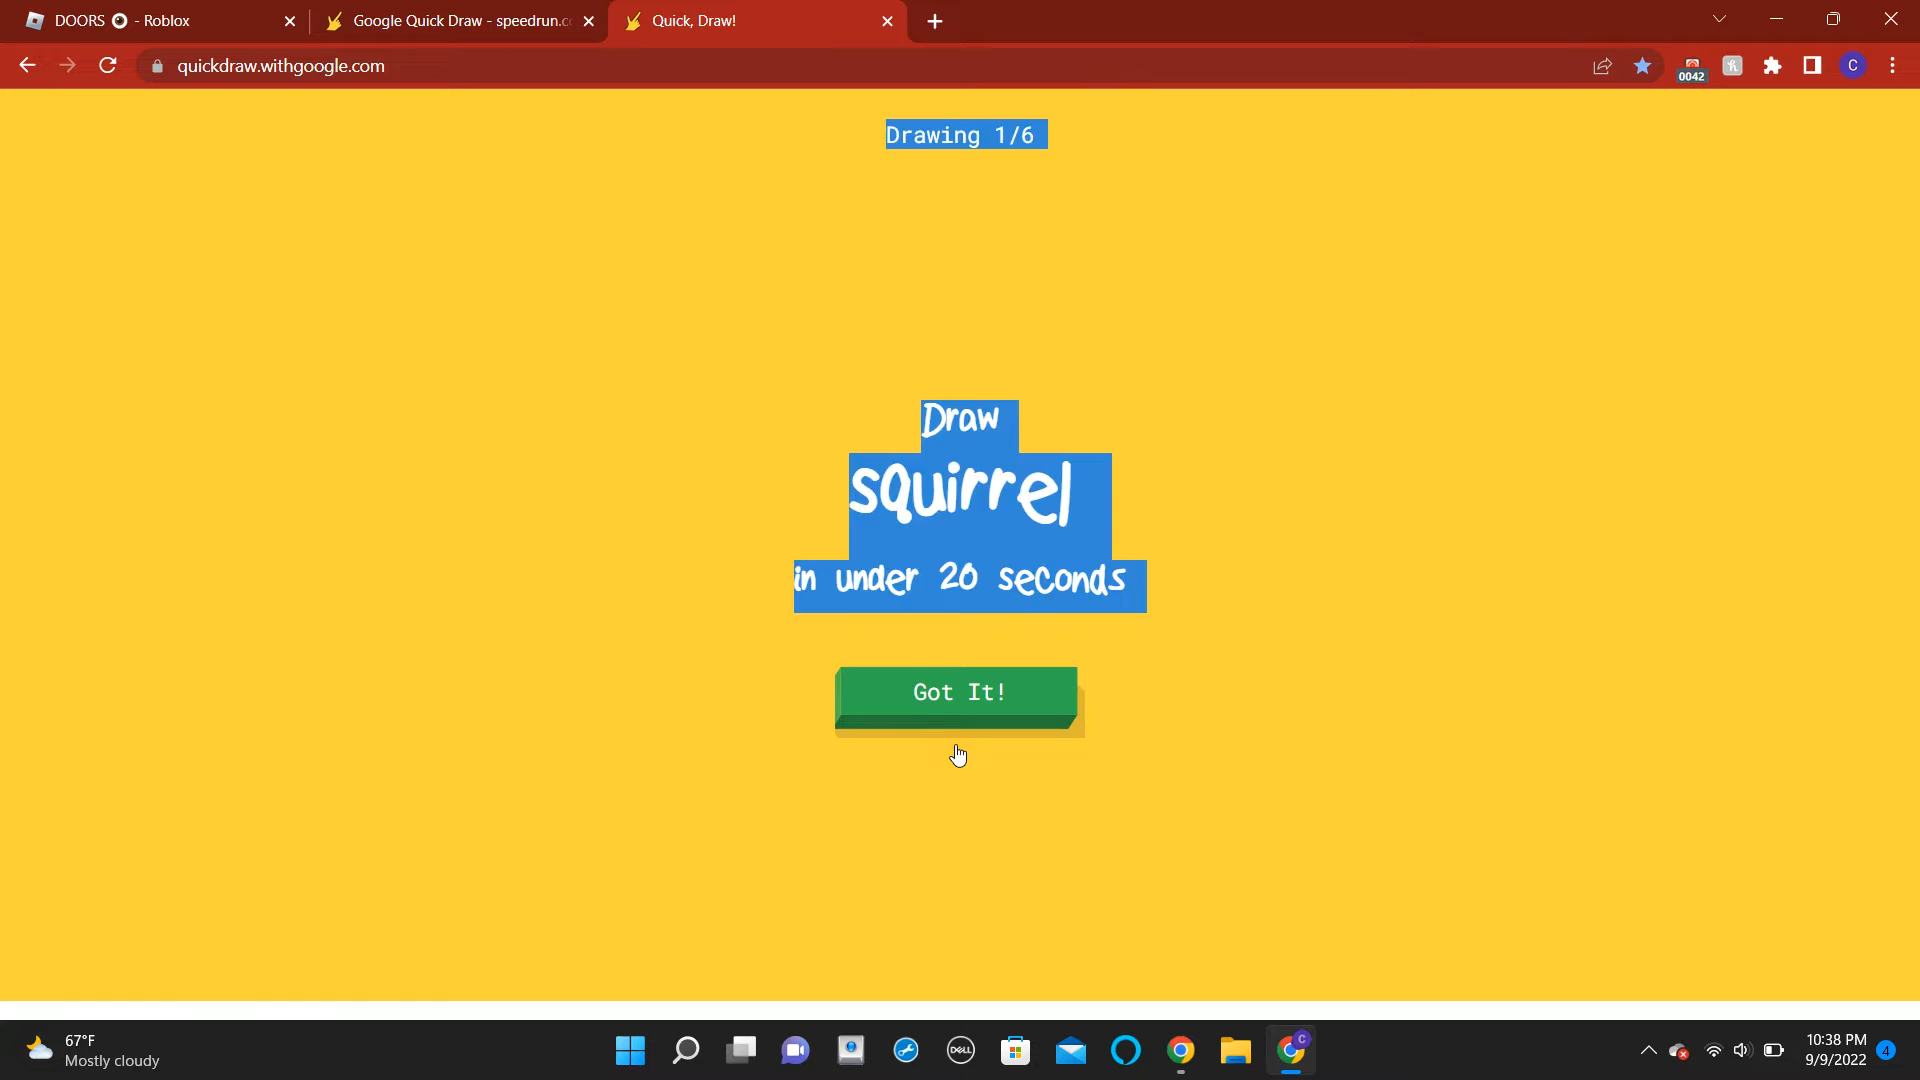 DOORS - Roblox
Google Quick Draw - speedrun.c
Quick, Draw!
quickdraw.withgoogle.com
0042
C
Drawing 1/6
Draw
squirrel
in under 20 seconds
Got It!
67°F
Mostly cloudy
DELL
C
10:38 PM
9/9/2022
4